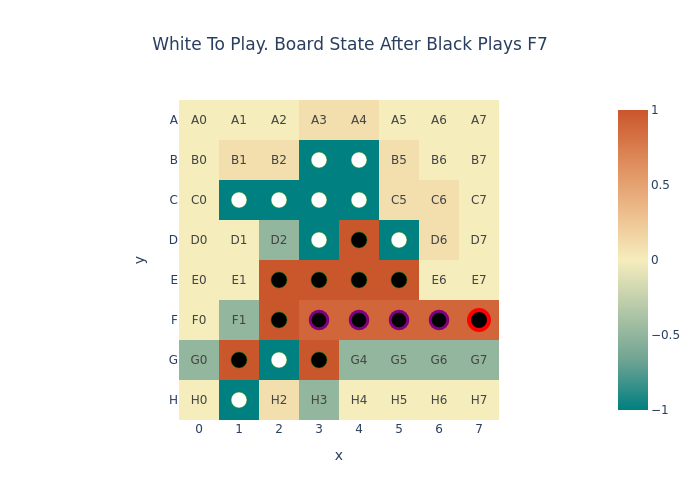 White To Play. Board State After Black Plays F7
A A0 A1 A2 A3 A4 A5 A6 A7
B B0 B1 B2 B5 B6 B7
C C0 C5 C6 C7
D D0 D1 D2 D6 D7
E E0 E1 E6 E7
F F0 F1
G G0 G4 G5 G6 G7
H H0 H2 H3 H4 H5 H6 H7
0 1 2 3 4 5 6 7
x
y
1
0.5
0
−0.5
−1